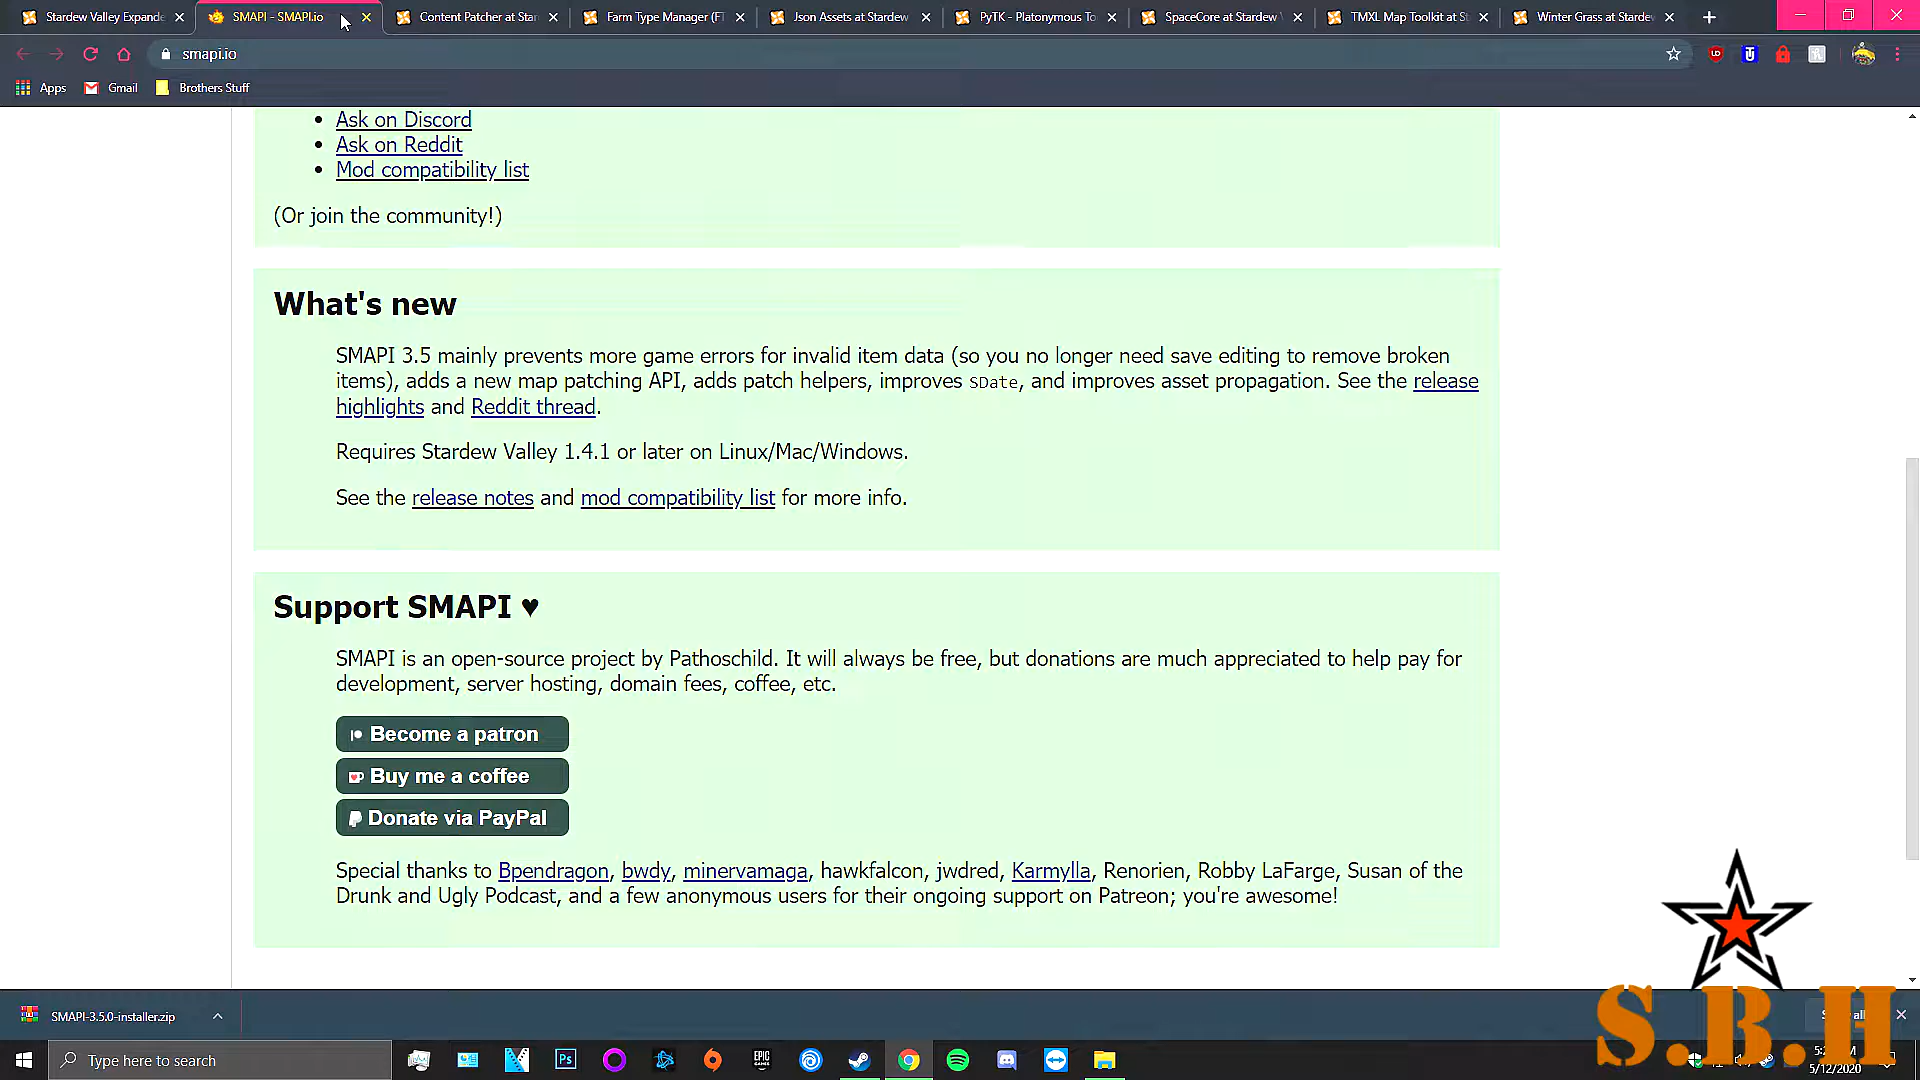 Stardew Valley Expande
SMAPI - SMAPI.io
Content Patcher at Star
Farm Type Manager (FT
Json Assets at Stardew
PyTK - Platonymous To
SpaceCore at Stardew V
TMXL Map Toolkit at St
Winter Grass at Stardew
smapi.io
Apps
Gmail
Brothers Stuff
• Ask on Discord
• Ask on Reddit
• Mod compatibility list
(Or join the community!)
What's new
SMAPI 3.5 mainly prevents more game errors for invalid item data (so you no longer need save editing to remove broken
items), adds a new map patching API, adds patch helpers, improves SDate, and improves asset propagation. See the release
highlights and Reddit thread.
Requires Stardew Valley 1.4.1 or later on Linux/Mac/Windows.
See the release notes and mod compatibility list for more info.
Support SMAPI ♥
SMAPI is an open-source project by Pathoschild. It will always be free, but donations are much appreciated to help pay for
development, server hosting, domain fees, coffee, etc.
Become a patron
Buy me a coffee
Donate via PayPal
Special thanks to Bpendragon, bwdy, minervamaga, hawkfalcon, jwdred, Karmylla, Renorien, Robby LaFarge, Susan of the
Drunk and Ugly Podcast, and a few anonymous users for their ongoing support on Patreon; you're awesome!
SMAPI-3.5.0-installer.zip
S.B.H
Type here to search
Ps
EPIC
GAMES
5/12/2020